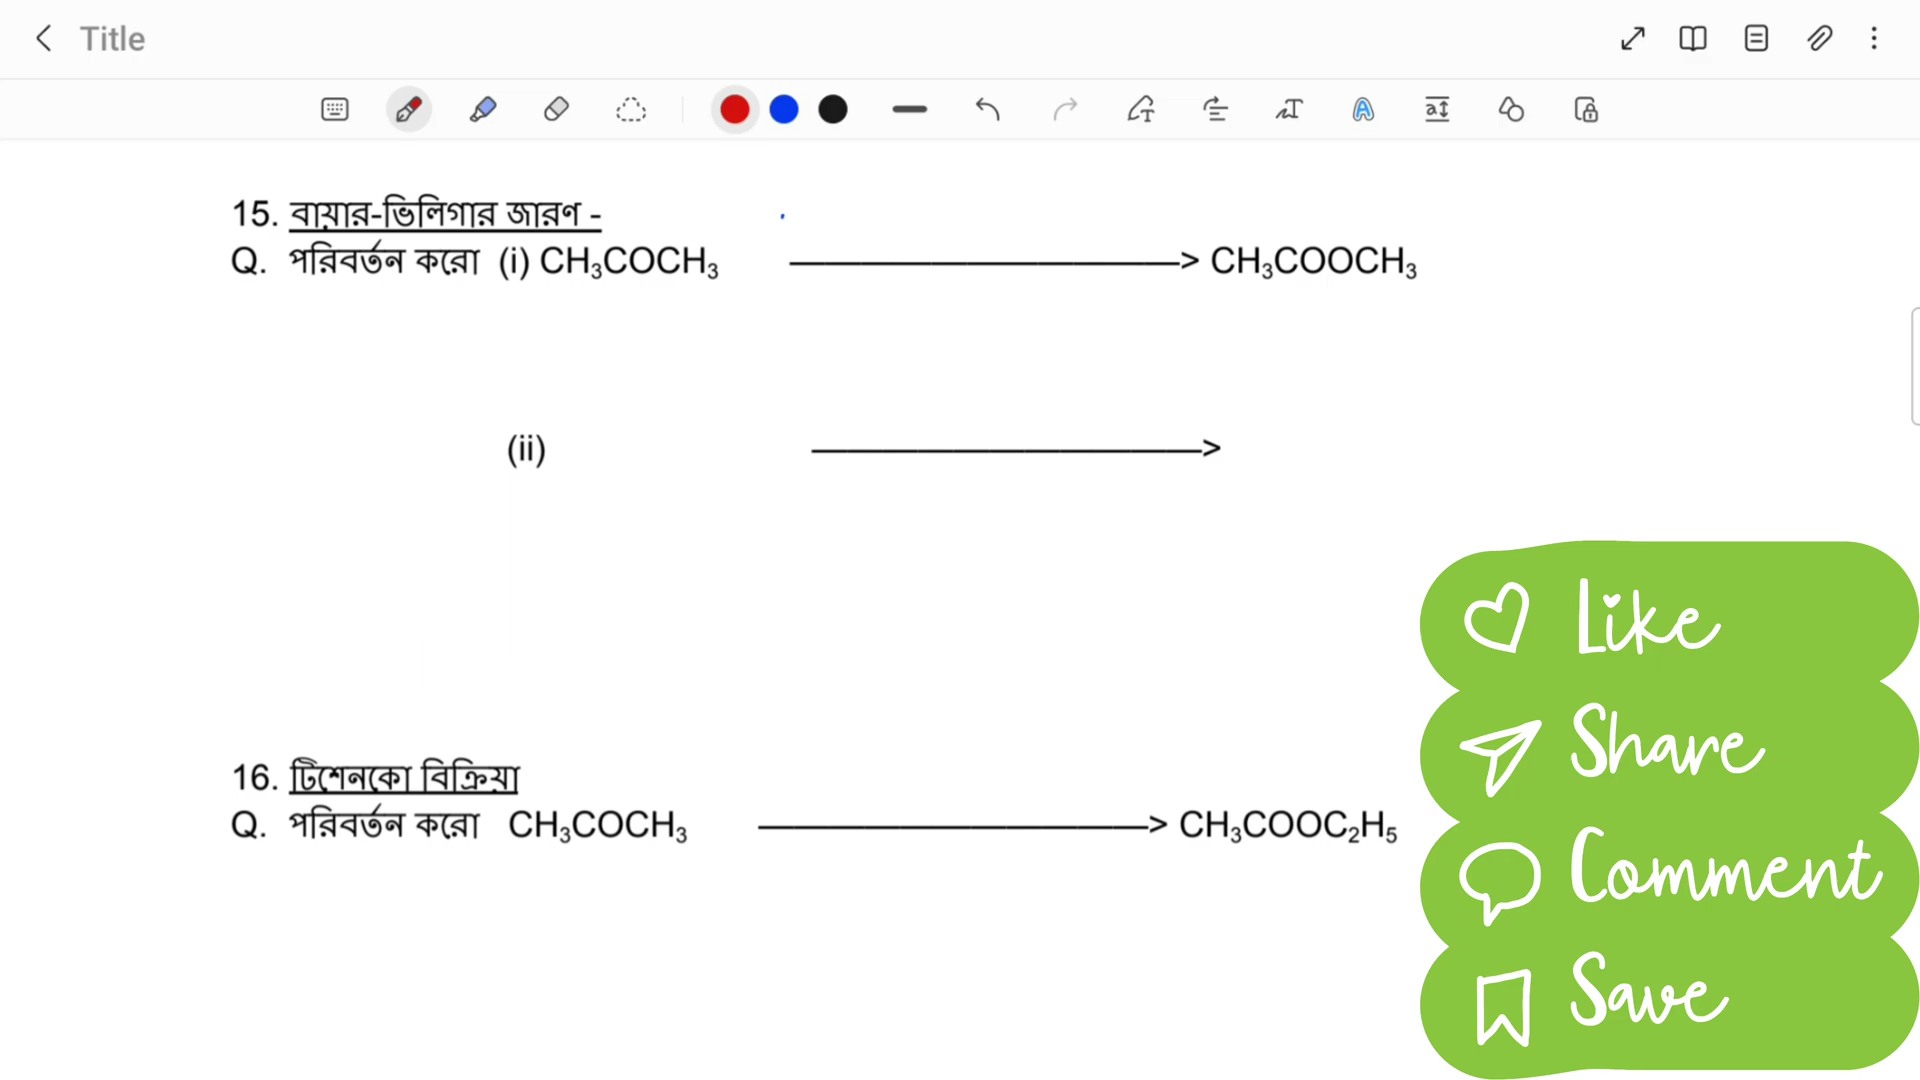 Title
15. বায়ার-ভিলিগার জারণ -
Q. পরিবর্তন করো (i) CH₃COCH₃ ———————————> CH₃COOCH₃
(ii) ———————————>
16. টিশেনকো বিক্রিয়া
Q. পরিবর্তন করো CH₃COCH₃ ———————————> CH₃COOC₂H₅
Like
Share
Comment
Save